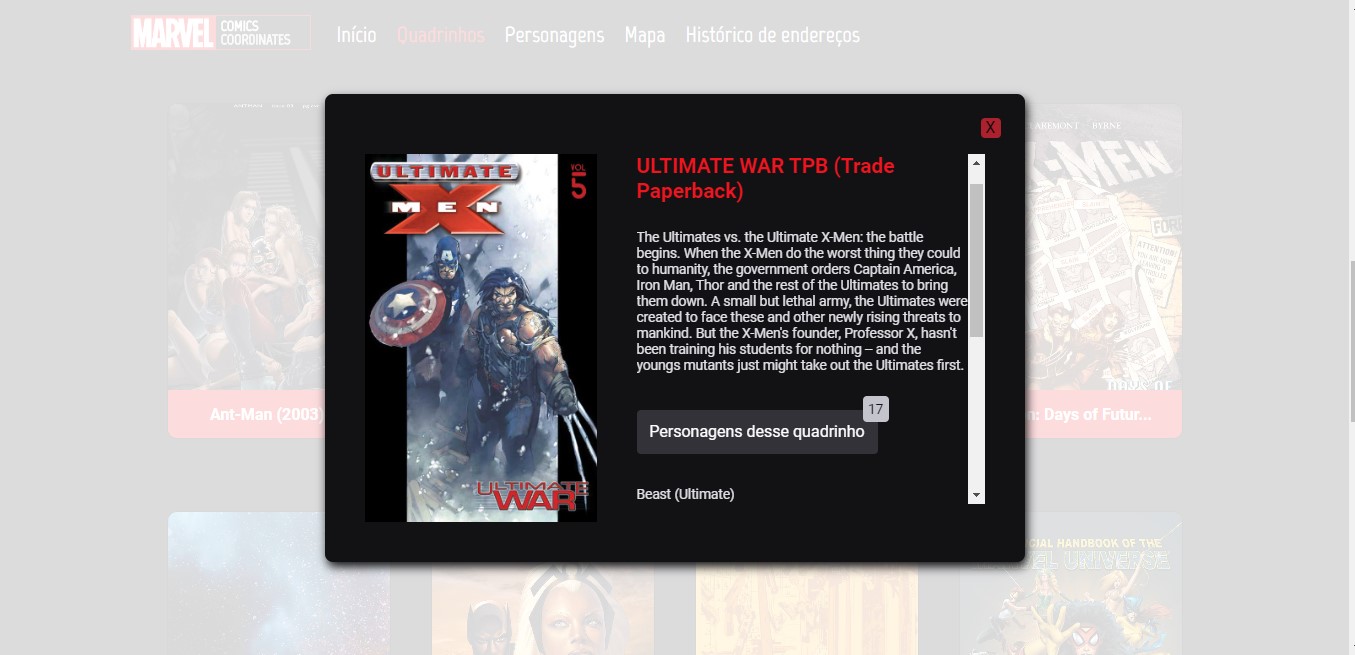 MARVEL COMICS COORDINATES
Início Quadrinhos Personagens Mapa Histórico de endereços
X
ULTIMATE
X
MEN
VOL
5
ULTIMATE
WAR
ULTIMATE WAR TPB (Trade
Paperback)
The Ultimates vs. the Ultimate X-Men: the battle
begins. When the X-Men do the worst thing they could
to humanity, the government orders Captain America,
Iron Man, Thor and the rest of the Ultimates to bring
them down. A small but lethal army, the Ultimates were
created to face these and other newly rising threats to
mankind. But the X-Men's founder, Professor X, hasn't
been training his students for nothing – and the
youngs mutants just might take out the Ultimates first.
17
Personagens desse quadrinho
Beast (Ultimate)
CLAREMONT BYRNE
X-MEN
ATTENTION:
DAYS OF
Ant-Man (2003)
n: Days of Futur...
CIAL HANDBOOK OF THE
VEL UNIVERSE